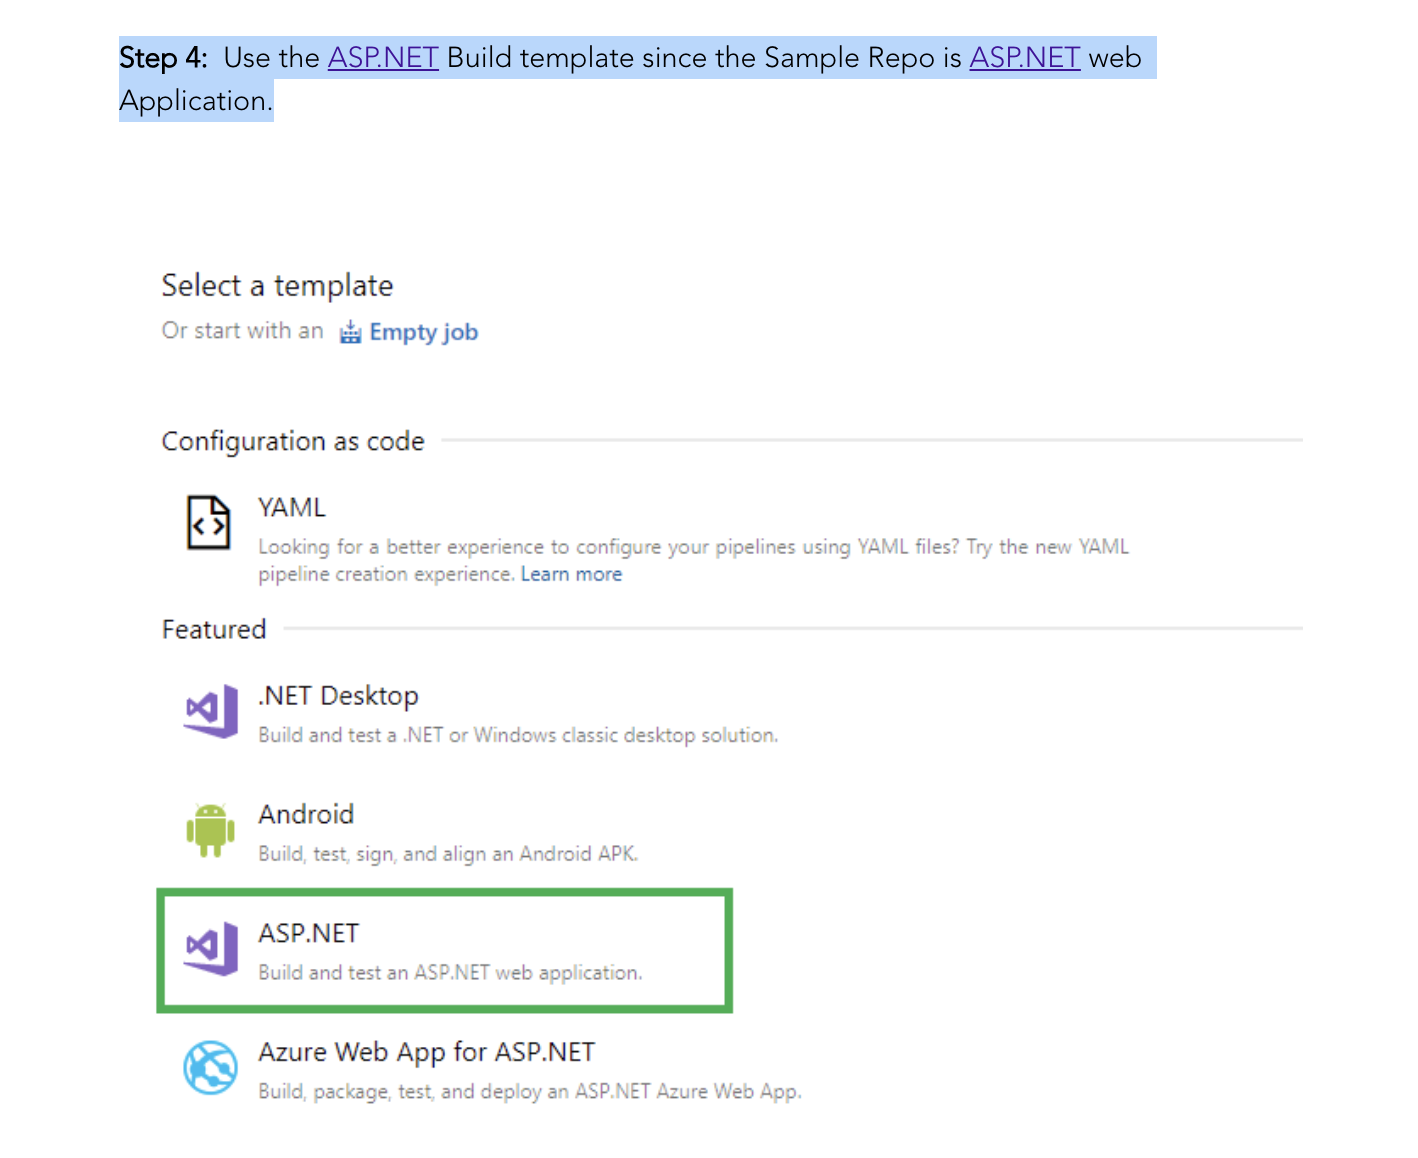 Step 4:  Use the ASP.NET Build template since the Sample Repo is ASP.NET web
Application.
Select a template
Or start with an Empty job
Configuration as code
YAML
Looking for a better experience to configure your pipelines using YAML files? Try the new YAML
pipeline creation experience. Learn more
Featured
.NET Desktop
Build and test a .NET or Windows classic desktop solution.
Android
Build, test, sign, and align an Android APK.
ASP.NET
Build and test an ASP.NET web application.
Azure Web App for ASP.NET
Build, package, test, and deploy an ASP.NET Azure Web App.